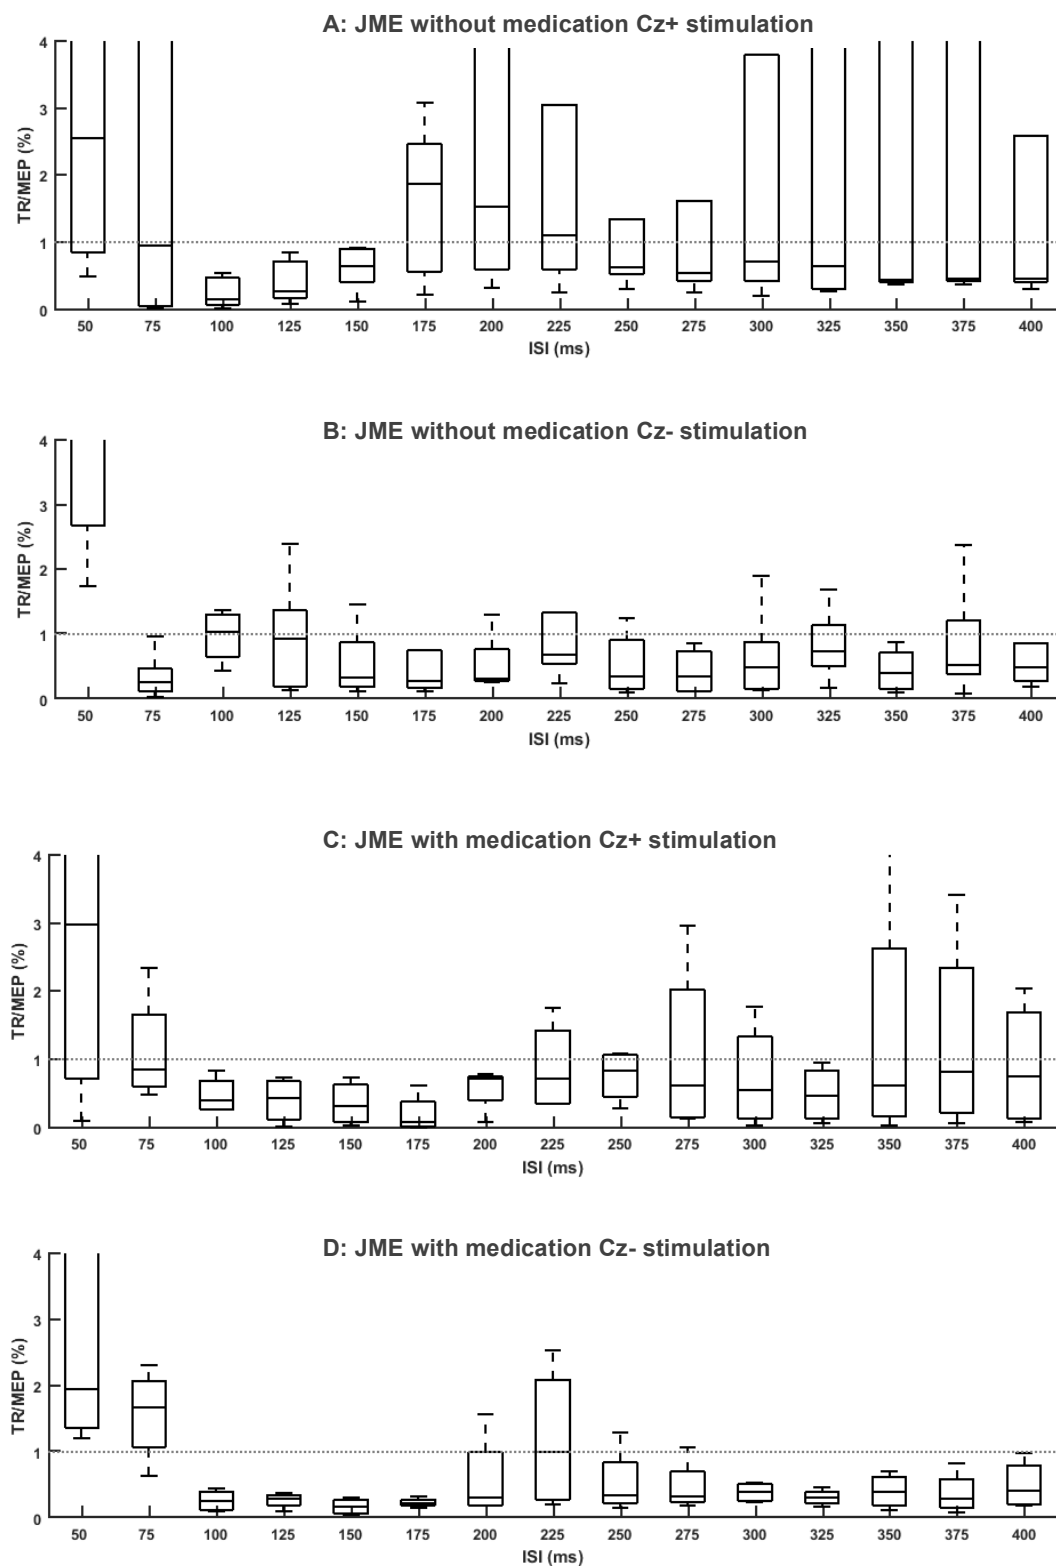 A: JME without medication Cz+ stimulation
4
3
2
1
0
TR/MEP (%)
50 75 100 125 150 175 200 225 250 275 300 325 350 375 400
ISI (ms)
B: JME without medication Cz- stimulation
4
3
2
1
0
TR/MEP (%)
50 75 100 125 150 175 200 225 250 275 300 325 350 375 400
ISI (ms)
C: JME with medication Cz+ stimulation
4
3
2
1
0
TR/MEP (%)
50 75 100 125 150 175 200 225 250 275 300 325 350 375 400
ISI (ms)
D: JME with medication Cz- stimulation
4
3
2
1
0
TR/MEP (%)
50 75 100 125 150 175 200 225 250 275 300 325 350 375 400
ISI (ms)